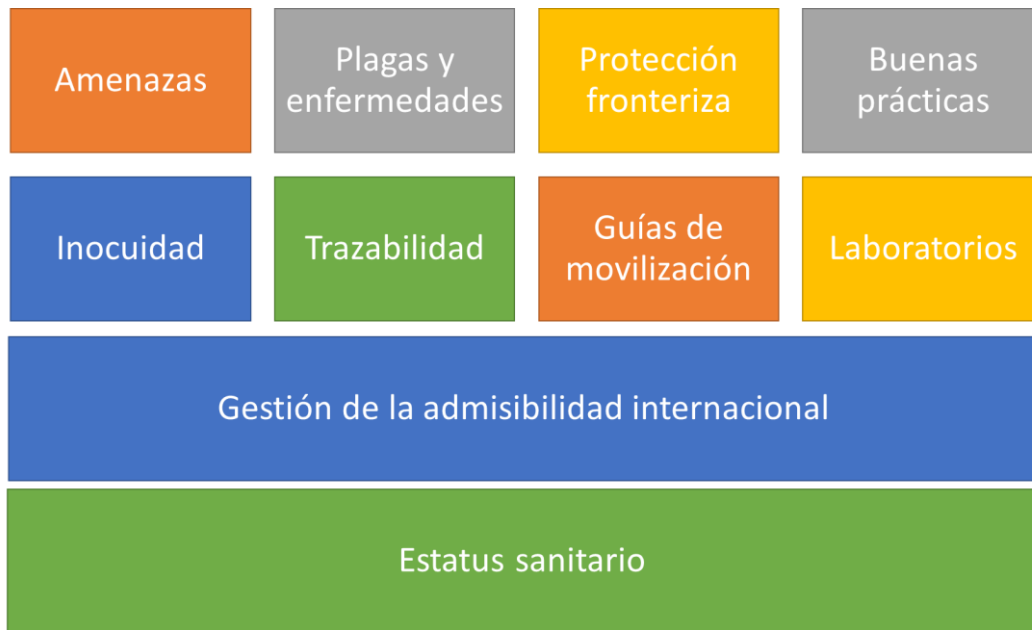 Amenazas
Plagas y
enfermedades
Protección
fronteriza
Buenas
prácticas
Inocuidad
Trazabilidad
Guías de
movilización
Laboratorios
Gestión de la admisibilidad internacional
Estatus sanitario